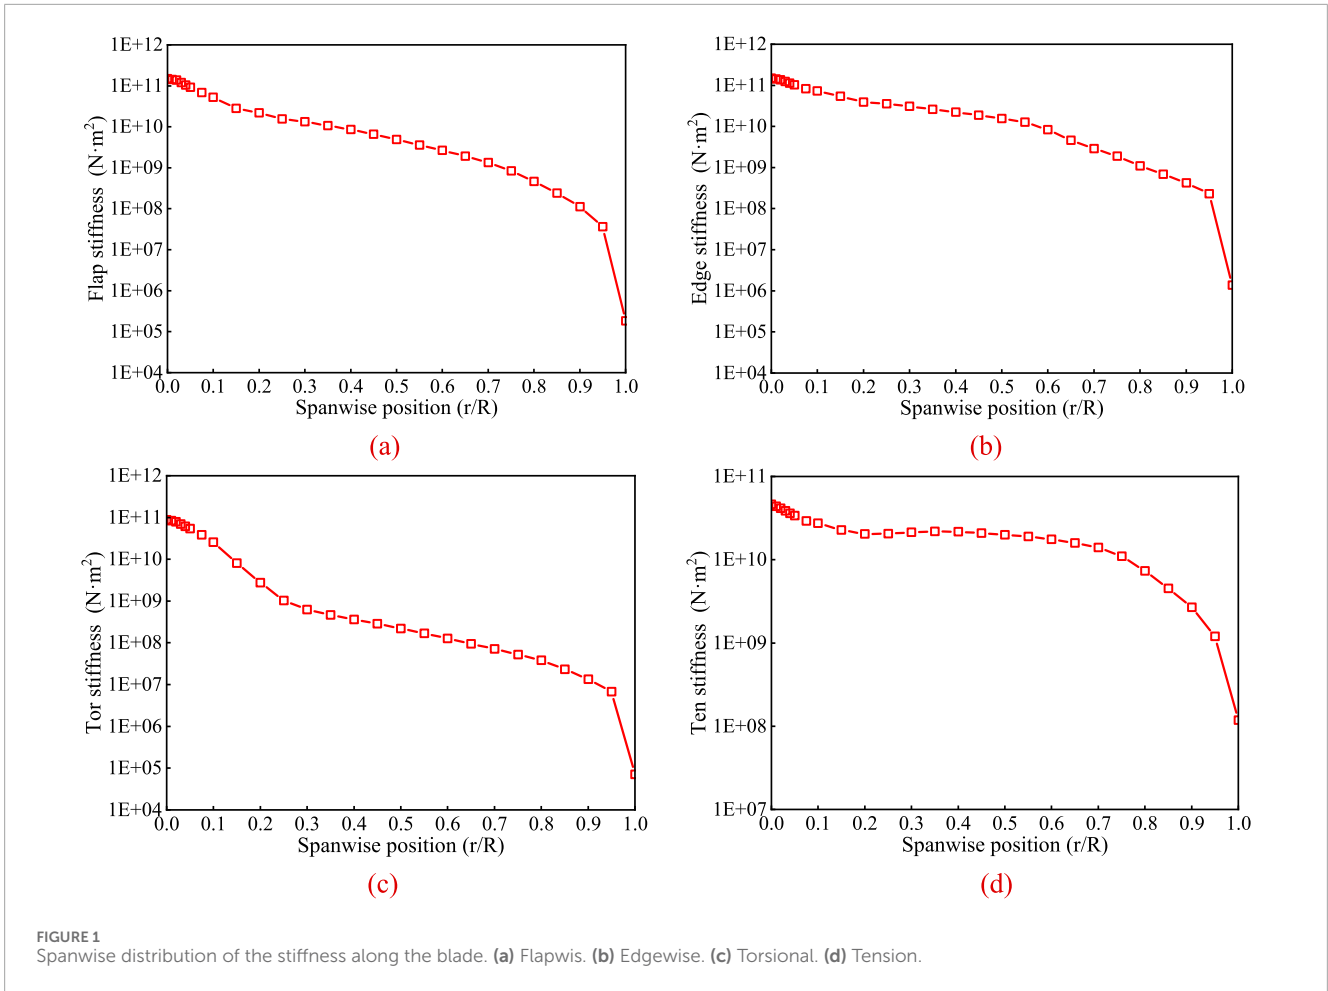 1E+12
1E+11
1E+10
1E+09
1E+08
1E+07
1E+06
1E+05
1E+04
Flap stiffness (N·m²)
0.0 0.1 0.2 0.3 0.4 0.5 0.6 0.7 0.8 0.9 1.0
Spanwise position (r/R)
(a)
1E+12
1E+11
1E+10
1E+09
1E+08
1E+07
1E+06
1E+05
1E+04
Edge stiffness (N·m²)
0.0 0.1 0.2 0.3 0.4 0.5 0.6 0.7 0.8 0.9 1.0
Spanwise position (r/R)
(b)
1E+12
1E+11
1E+10
1E+09
1E+08
1E+07
1E+06
1E+05
1E+04
Tor stiffness (N·m²)
0.0 0.1 0.2 0.3 0.4 0.5 0.6 0.7 0.8 0.9 1.0
Spanwise position (r/R)
(c)
1E+11
1E+10
1E+09
1E+08
1E+07
Ten stiffness (N·m²)
0.0 0.1 0.2 0.3 0.4 0.5 0.6 0.7 0.8 0.9 1.0
Spanwise position (r/R)
(d)
FIGURE 1
Spanwise distribution of the stiffness along the blade. (a) Flapwis. (b) Edgewise. (c) Torsional. (d) Tension.